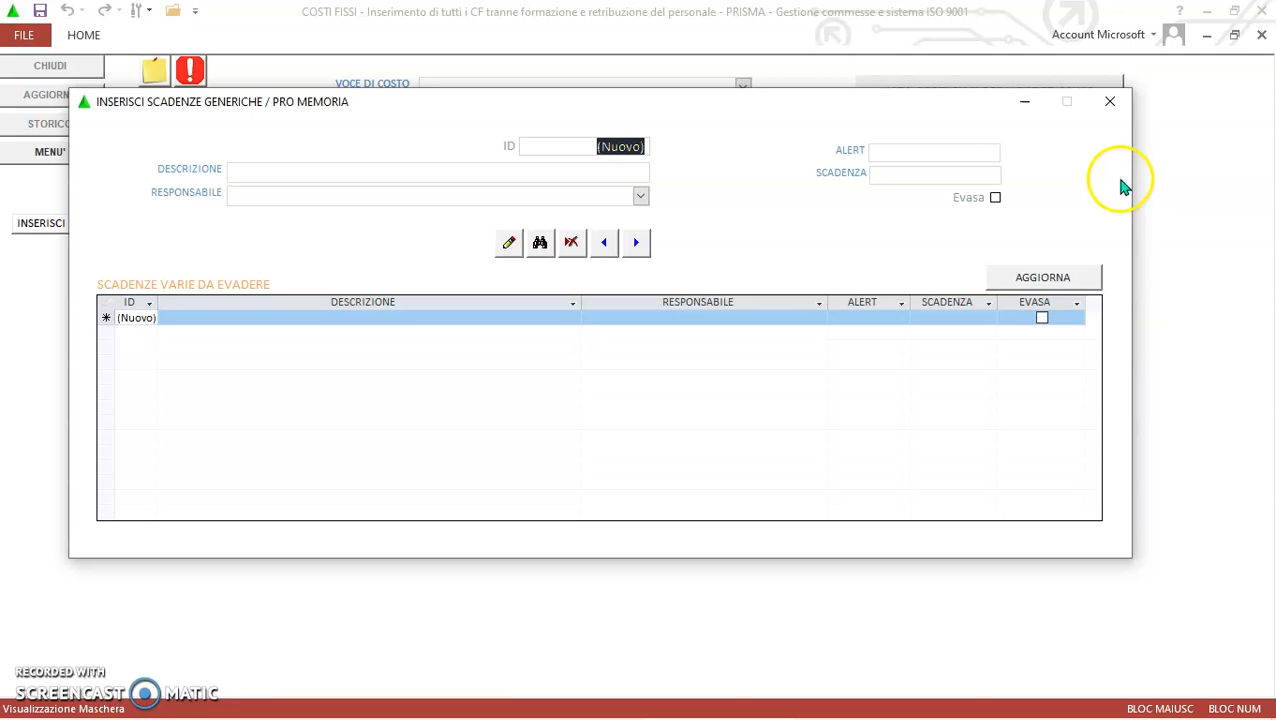 COSTI FISSI - Inserimento di tutti i CF tranne formazione e retribuzione del personale - PRISMA - Gestione commesse e sistema ISO 9001
FILE HOME Account Microsoft
CHIUDI
VOCE DI COSTO
AGGIORN
INSERISCI SCADENZE GENERICHE / PRO MEMORIA
STORICO
MENU'
ID (Nuovo) ALERT
DESCRIZIONE SCADENZA
RESPONSABILE Evasa
INSERISCI
AGGIORNA
SCADENZE VARIE DA EVADERE
ID DESCRIZIONE RESPONSABILE ALERT SCADENZA EVASA
(Nuovo)
RECORDED WITH
SCREENCAST MATIC
Visualizzazione Maschera BLOC MAIUSC BLOC NUM